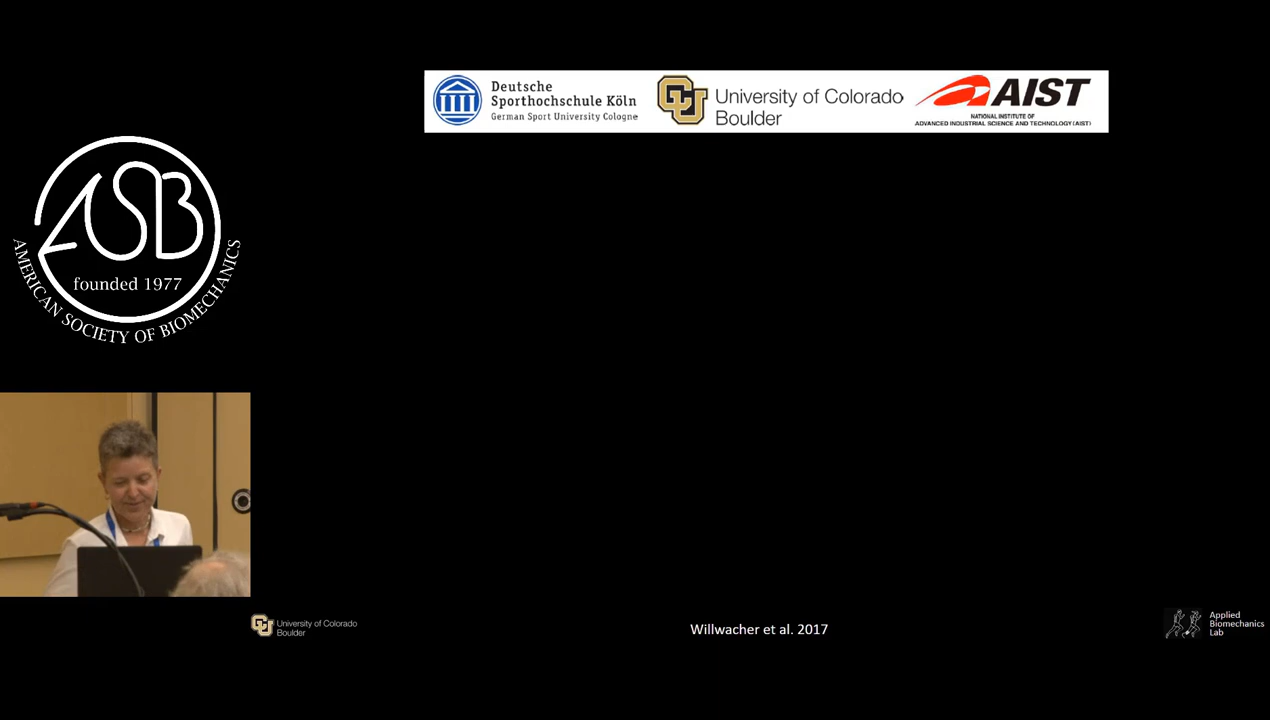 Deutsche
Sporthochschule Köln
German Sport University Cologne
University of Colorado
Boulder
AIST
NATIONAL INSTITUTE OF
ADVANCED INDUSTRIAL SCIENCE AND TECHNOLOGY (AIST)
ASB
founded 1977
AMERICAN SOCIETY OF BIOMECHANICS
CU University of Colorado
Boulder
Willwacher et al. 2017
Applied
Biomechanics
Lab